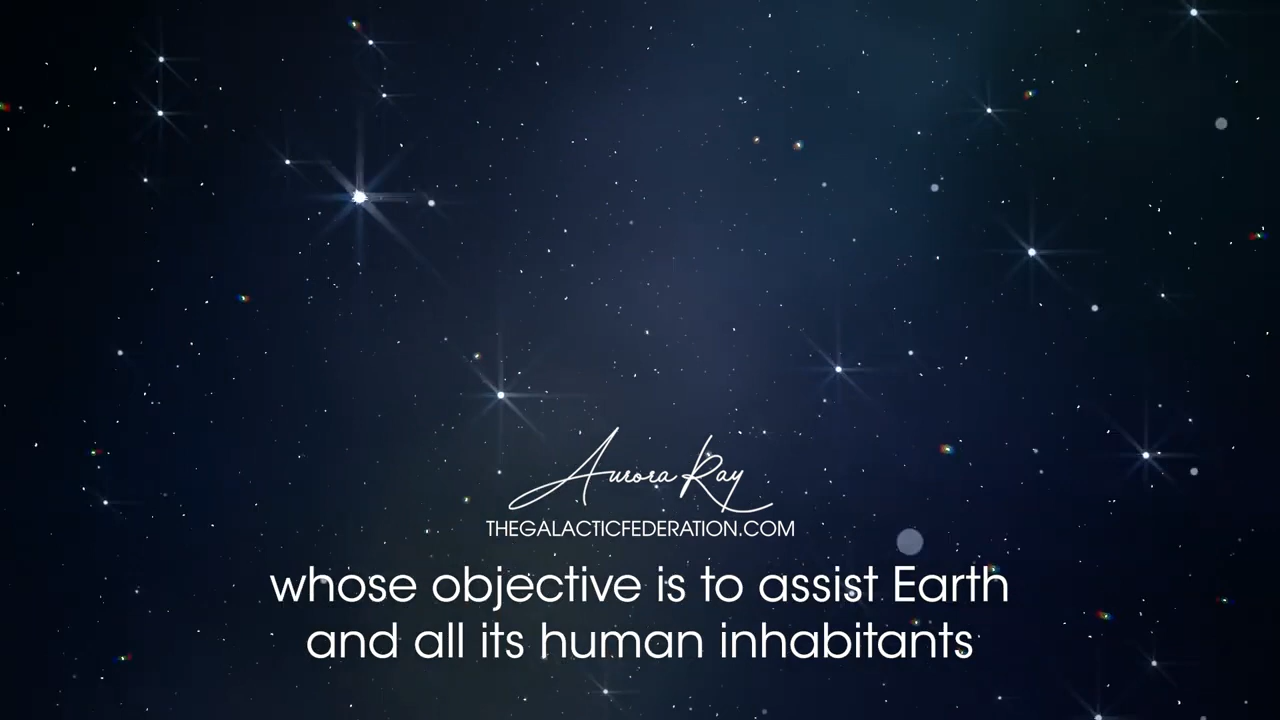 Aurora Ray
THEGALACTICFEDERATION.COM
whose objective is to assist Earth
and all its human inhabitants